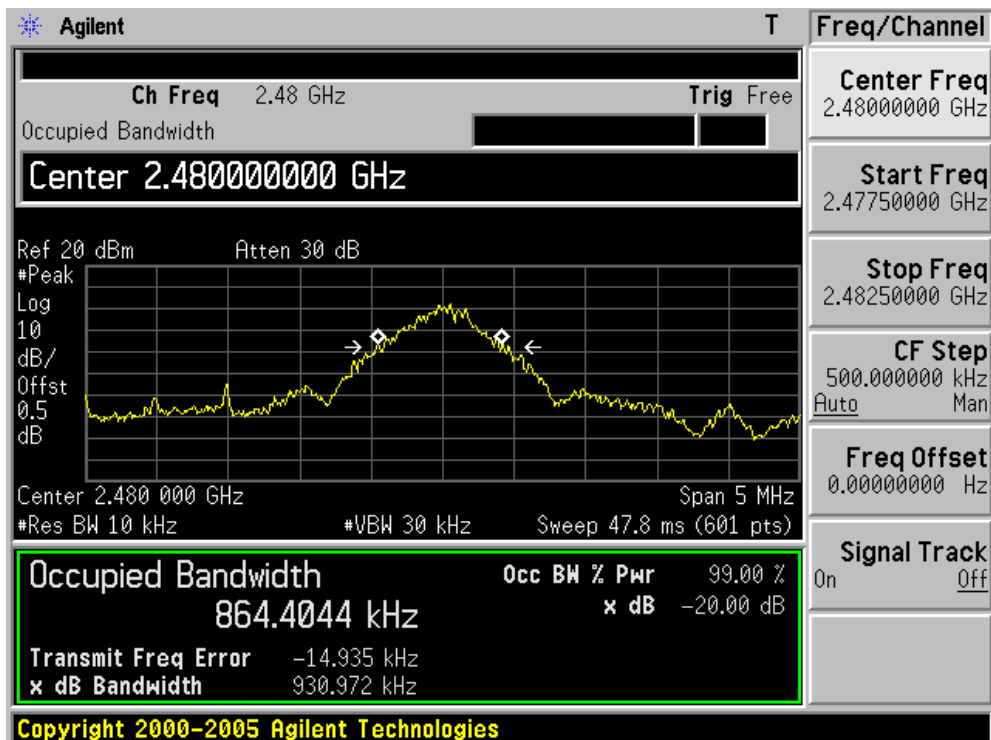 Agilent T
Ch Freq 2.48 GHz Trig Free
Occupied Bandwidth
Center 2.480000000 GHz
Ref 20 dBm Atten 30 dB
#Peak
Log
10
dB/
Offst
0.5
dB
Center 2.480 000 GHz Span 5 MHz
#Res BW 10 kHz #VBW 30 kHz Sweep 47.8 ms (601 pts)
Occupied Bandwidth Occ BW % Pwr 99.00 %
864.4044 kHz x dB -20.00 dB
Transmit Freq Error -14.935 kHz
x dB Bandwidth 930.972 kHz
Copyright 2000-2005 Agilent Technologies
Freq/Channel
Center Freq
2.48000000 GHz
Start Freq
2.47750000 GHz
Stop Freq
2.48250000 GHz
CF Step
500.000000 kHz
Auto Man
Freq Offset
0.00000000 Hz
Signal Track
On Off